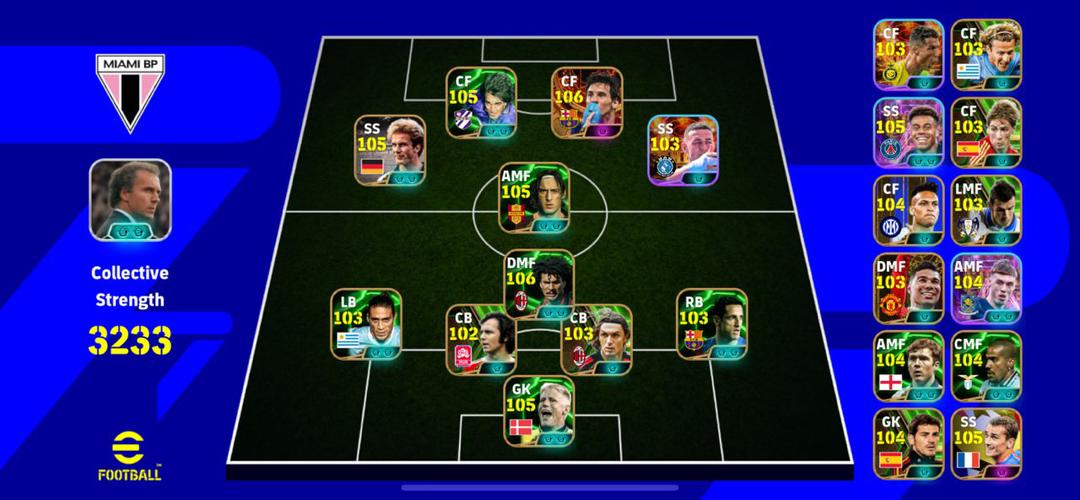 MIAMI BP
Collective
Strength
3233
FOOTBALL™
CF
105
CF
106
SS
105
SS
103
AMF
105
DMF
106
LB
103
CB
102
CB
103
RB
103
GK
105
CF
103
CF
103
SS
105
CF
103
CF
104
LMF
103
DMF
103
AMF
104
AMF
104
CMF
104
GK
104
SS
105